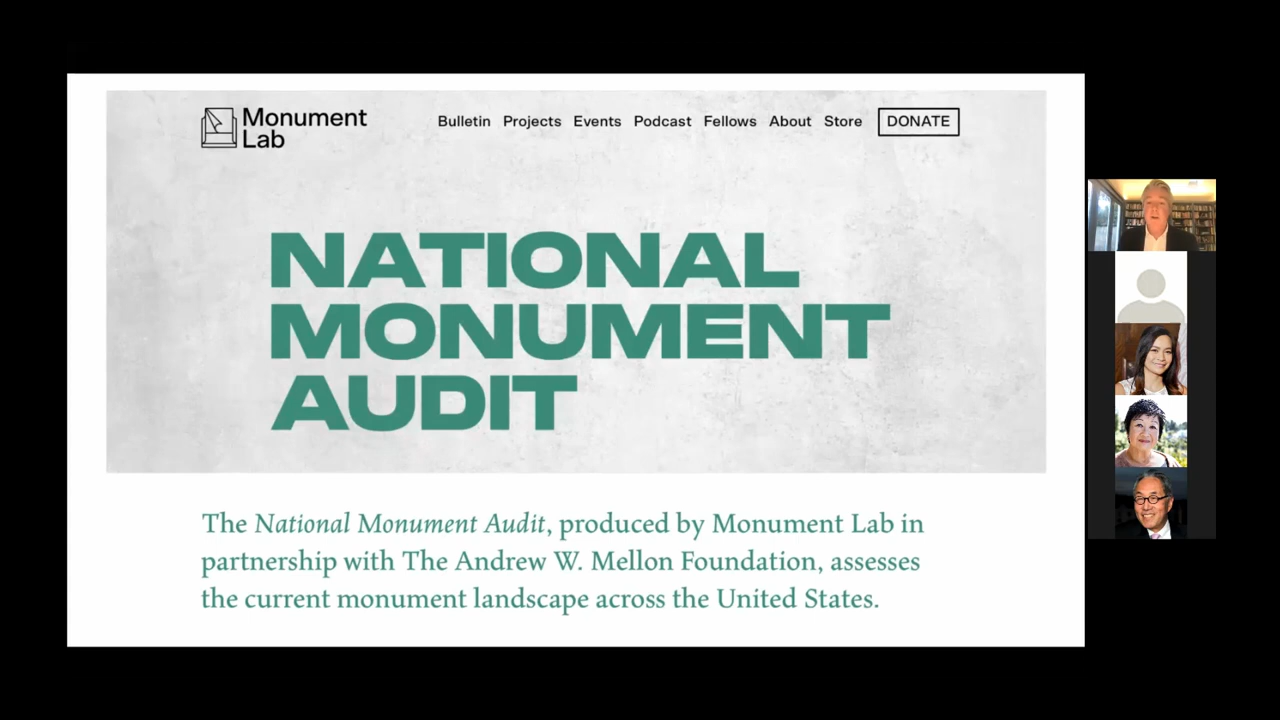 Monument
Lab
Bulletin Projects Events Podcast Fellows About Store DONATE
NATIONAL
MONUMENT
AUDIT
The National Monument Audit, produced by Monument Lab in
partnership with The Andrew W. Mellon Foundation, assesses
the current monument landscape across the United States.